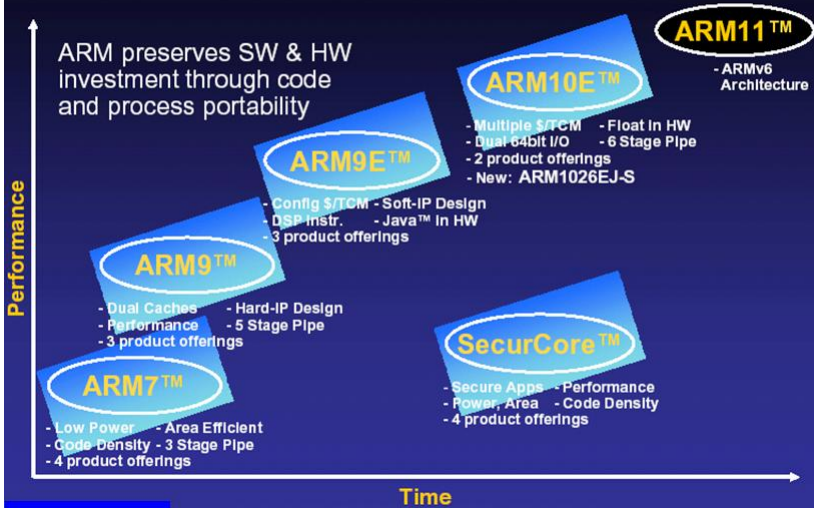 ARM11™
- ARMv6
Architecture
ARM preserves SW & HW
investment through code
and process portability
ARM10E™
- Multiple $/TCM - Float in HW
- Dual 64bit I/O - 6 Stage Pipe
- 2 product offerings
- New: ARM1026EJ-S
ARM9E™
- Config $/TCM - Soft-IP Design
- DSP Instr. - Java™ in HW
- 3 product offerings
ARM9™
- Dual Caches - Hard-IP Design
- Performance - 5 Stage Pipe
- 3 product offerings
SecurCore™
- Secure Apps - Performance
- Power, Area - Code Density
- 4 product offerings
ARM7™
- Low Power - Area Efficient
- Code Density - 3 Stage Pipe
- 4 product offerings
Performance
Time